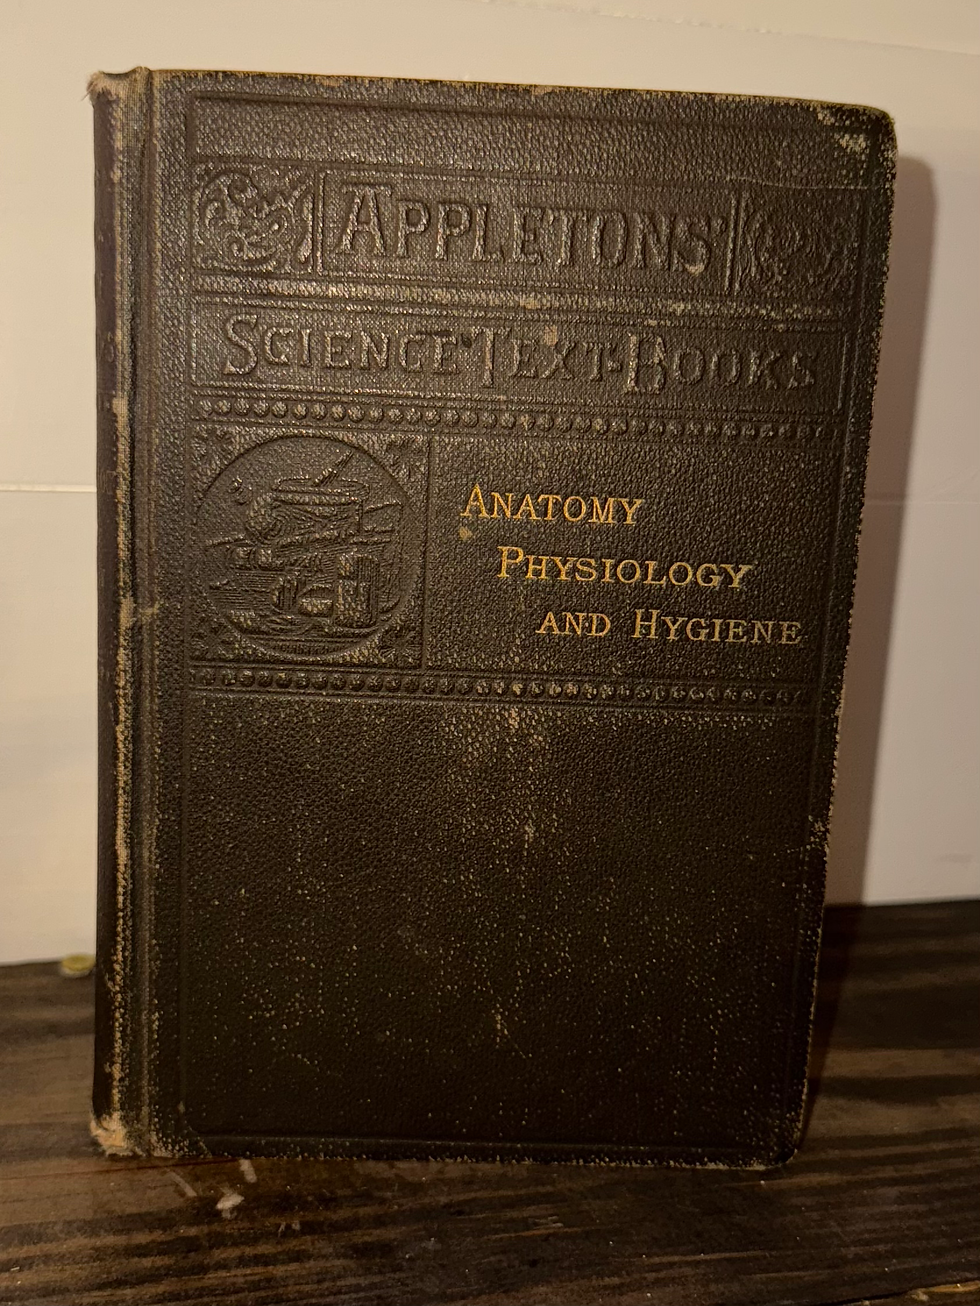 APPLETONS'
SCIENCE TEXT-BOOKS
ANATOMY
PHYSIOLOGY
AND HYGIENE